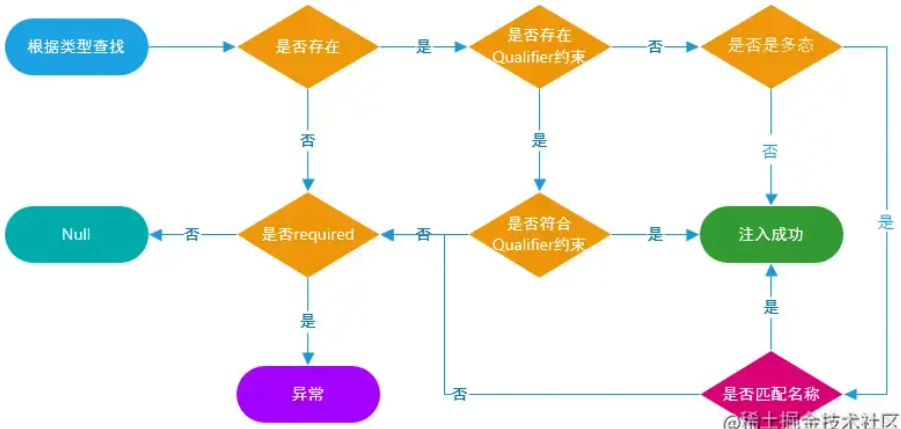 根据类型查找
是否存在
是
是否存在
Qualifier约束
否
是否是多态
否
是
否
是
Null
否
是否required
否
是否符合
Qualifier约束
是
注入成功
是
是
异常
否
是否匹配名称
@稀土掘金技术社区